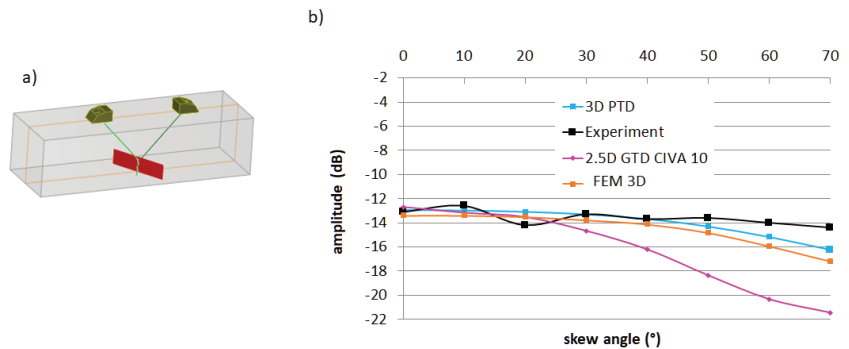 b)
a)
0 10 20 30 40 50 60 70
-2
-4
-6
-8
-10
-12
-14
-16
-18
-20
-22
amplitude (dB)
3D PTD
Experiment
2.5D GTD CIVA 10
FEM 3D
skew angle (°)